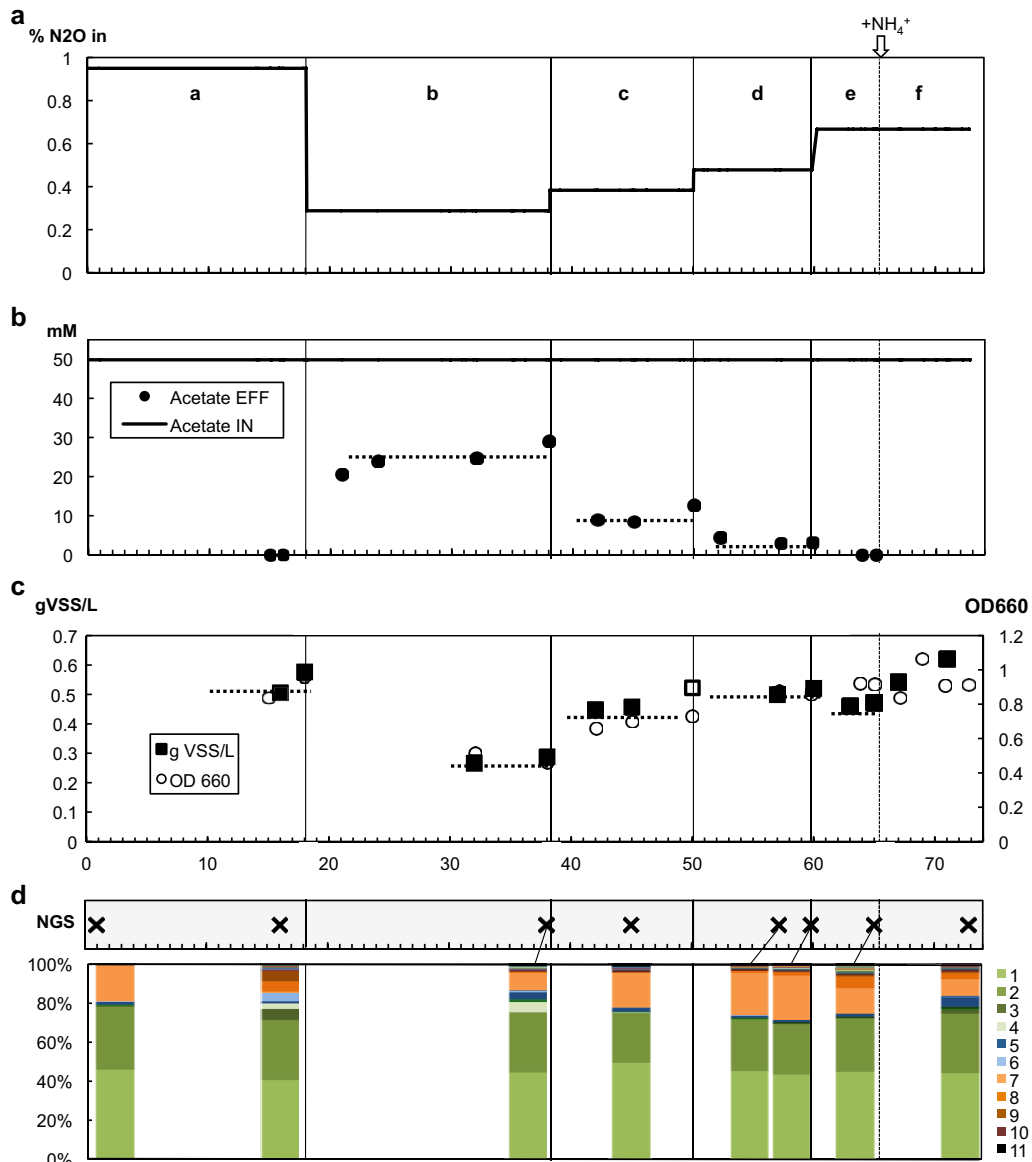 a
% N2O in
+NH₄⁺
1
0.8
0.6
0.4
0.2
0
a b c d e f
b
mM
50
40
30
20
10
0
Acetate EFF
Acetate IN
c
gVSS/L
OD660
0.7
0.6
0.5
0.4
0.3
0.2
0.1
0
g VSS/L
OD 660
1.2
1
0.8
0.6
0.4
0.2
0
0 10 20 30 40 50 60 70
d
NGS
100%
80%
60%
40%
20%
0%
1
2
3
4
5
6
7
8
9
10
11